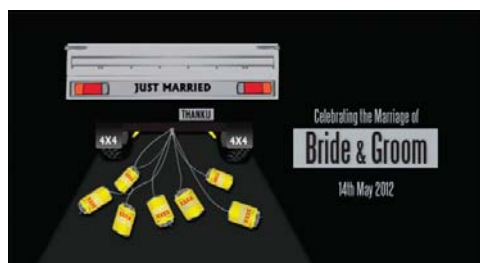 JUST MARRIED
THANKU
4X4 4X4
Celebrating the Marriage of
Bride & Groom
14th May 2012